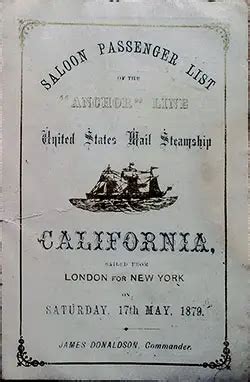 SALOON PASSENGER LIST
OF THE
"ANCHOR" LINE
United States Mail Steamship
CALIFORNIA,
SAILED FROM
LONDON FOR NEW YORK
ON
SATURDAY, 17th MAY, 1879.
JAMES DONALDSON, Commander.